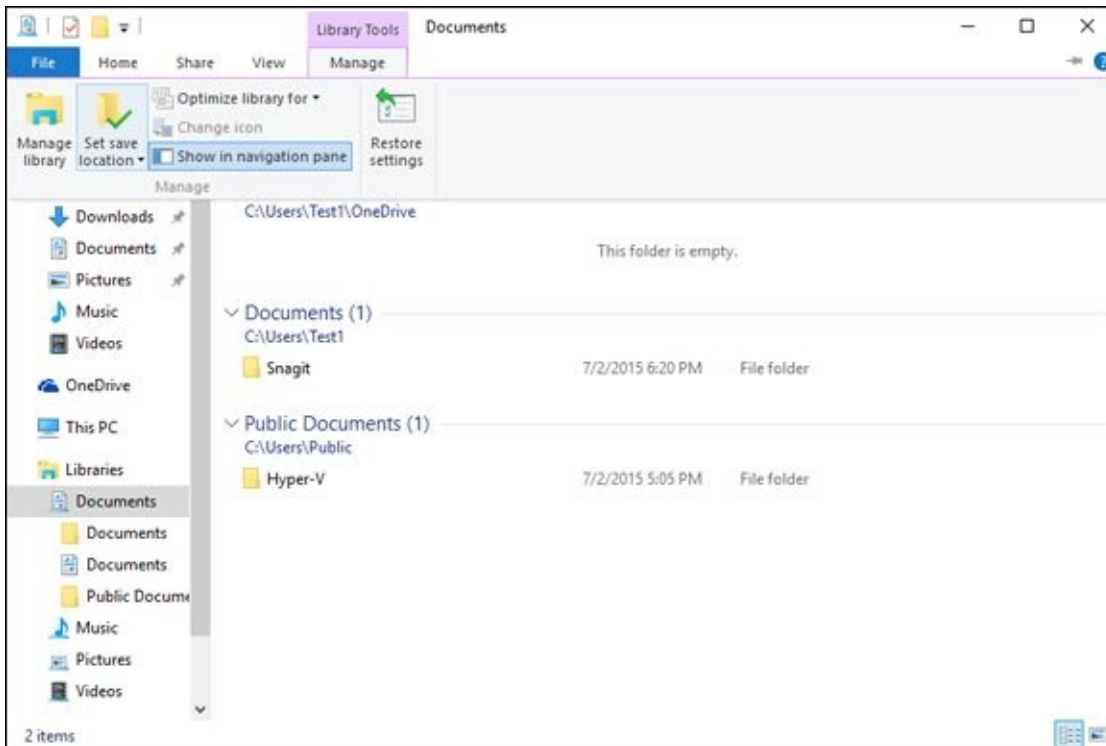 Library Tools Documents
File Home Share View Manage
Manage library
Set save location
Optimize library for
Change icon
Show in navigation pane
Restore settings
Manage
Downloads
Documents
Pictures
Music
Videos
OneDrive
This PC
Libraries
Documents
Documents
Documents
Public Docume
Music
Pictures
Videos
C:\Users\Test1\OneDrive
This folder is empty.
Documents (1)
C:\Users\Test1
Snagit 7/2/2015 6:20 PM File folder
Public Documents (1)
C:\Users\Public
Hyper-V 7/2/2015 5:05 PM File folder
2 items